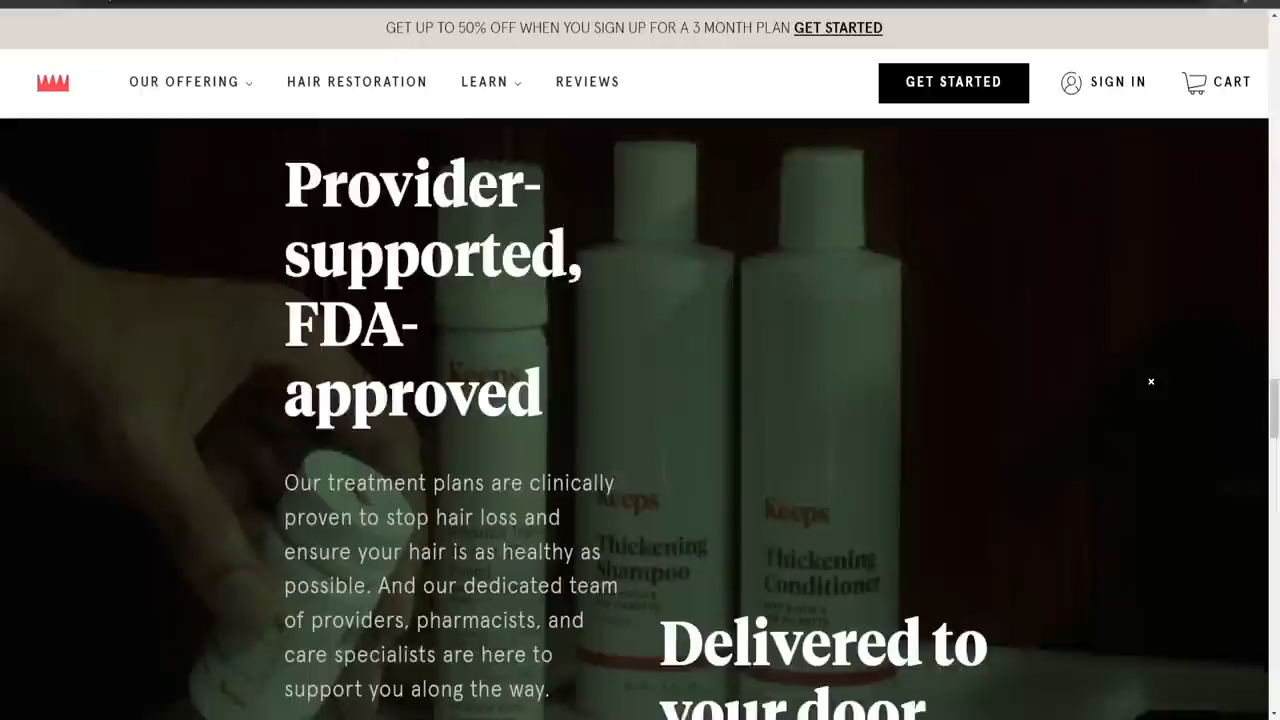 GET UP TO 50% OFF WHEN YOU SIGN UP FOR A 3 MONTH PLAN GET STARTED
OUR OFFERING
HAIR RESTORATION
LEARN
REVIEWS
GET STARTED
SIGN IN
CART
Provider-
supported,
FDA-
approved
Our treatment plans are clinically
proven to stop hair loss and
ensure your hair is as healthy as
possible. And our dedicated team
of providers, pharmacists, and
care specialists are here to
support you along the way.
Keeps
Keeps
Thickening
Shampoo
Keeps
Thickening
Conditioner
Delivered to
your door